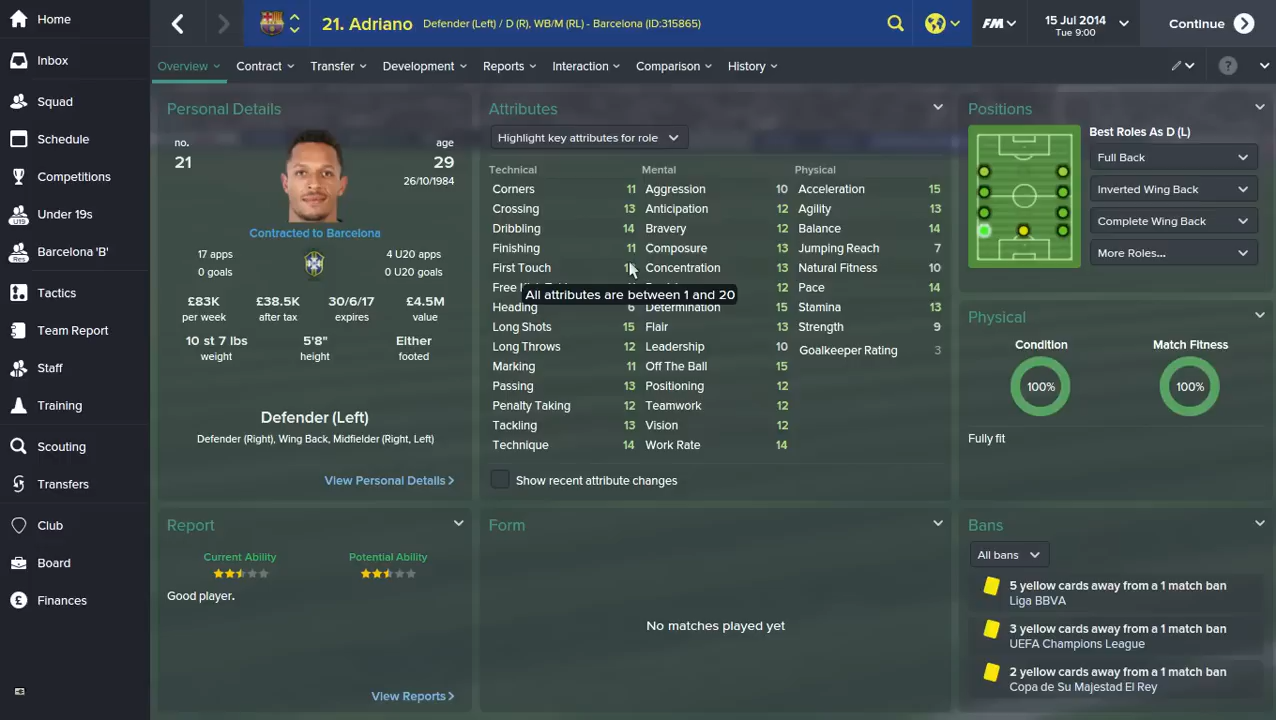 Home
Inbox
Squad
Schedule
Competitions
Under 19s
Barcelona 'B'
Tactics
Team Report
Staff
Training
Scouting
Transfers
Club
Board
Finances
21. Adriano
Defender (Left) / D (R), WB/M (RL) - Barcelona (ID:315865)
FM
15 Jul 2014
Tue 9:00
Continue
Overview Contract Transfer Development Reports Interaction Comparison History
?
Personal Details
no.
21
age
29
26/10/1984
Contracted to Barcelona
17 apps
0 goals
4 U20 apps
0 U20 goals
£83K
per week
£38.5K
after tax
30/6/17
expires
£4.5M
value
10 st 7 lbs
weight
5'8"
height
Either
footed
Defender (Left)
Defender (Right), Wing Back, Midfielder (Right, Left)
View Personal Details >
Attributes
Highlight key attributes for role
Technical
Corners 11
Crossing 13
Dribbling 14
Finishing 11
First Touch
Free
Heading 6
Long Shots 15
Long Throws 12
Marking 11
Passing 13
Penalty Taking 12
Tackling 13
Technique 14
All attributes are between 1 and 20
Mental
Aggression 10
Anticipation 12
Bravery 12
Composure 13
Concentration 13
12
Determination 15
Flair 13
Leadership 10
Off The Ball 15
Positioning 12
Teamwork 12
Vision 12
Work Rate 14
Physical
Acceleration 15
Agility 13
Balance 14
Jumping Reach 7
Natural Fitness 10
Pace 14
Stamina 13
Strength 9
Goalkeeper Rating 3
Show recent attribute changes
Positions
Best Roles As D (L)
Full Back
Inverted Wing Back
Complete Wing Back
More Roles...
Physical
Condition
100%
Match Fitness
100%
Fully fit
Report
Current Ability
Potential Ability
Good player.
View Reports >
Form
No matches played yet
Bans
All bans
5 yellow cards away from a 1 match ban
Liga BBVA
3 yellow cards away from a 1 match ban
UEFA Champions League
2 yellow cards away from a 1 match ban
Copa de Su Majestad El Rey